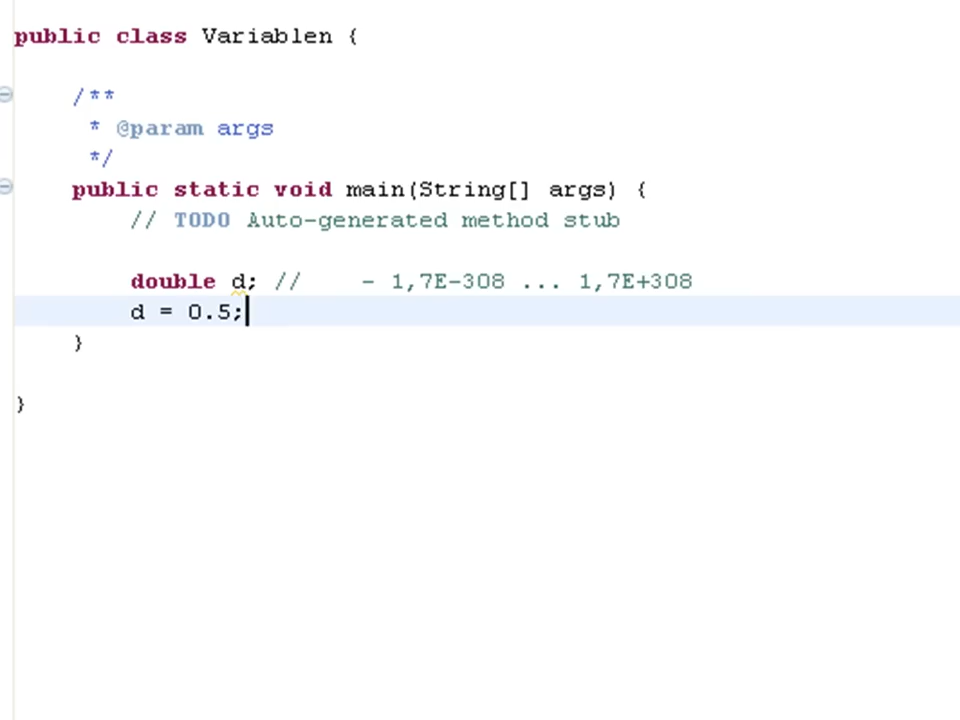 public class Variablen {
/**
* @param args
*/
public static void main(String[] args) {
// TODO Auto-generated method stub
double d; //    - 1,7E-308 ... 1,7E+308
d = 0.5;
}
}